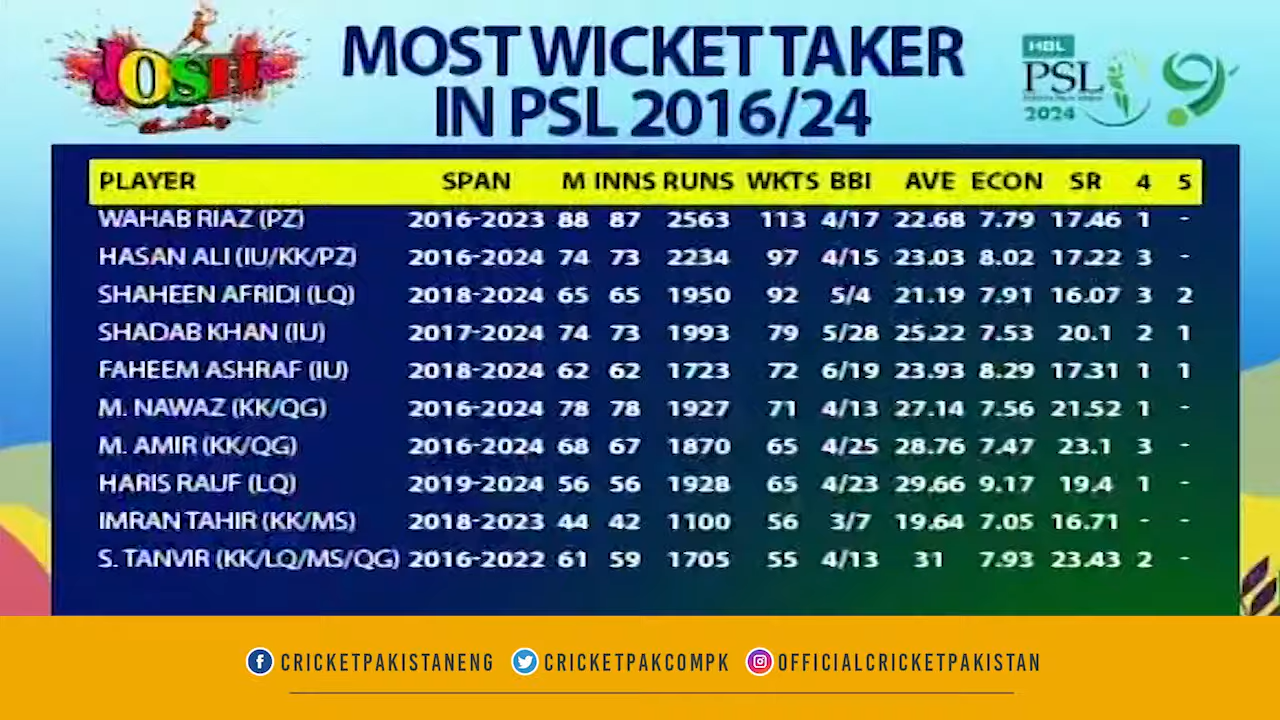 JOSH
MOST WICKET TAKER
IN PSL 2016/24
HBL
PSL
2024
9
PLAYER SPAN M INNS RUNS WKTS BBI AVE ECON SR 4 5
WAHAB RIAZ (PZ) 2016-2023 88 87 2563 113 4/17 22.68 7.79 17.46 1 -
HASAN ALI (IU/KK/PZ) 2016-2024 74 73 2234 97 4/15 23.03 8.02 17.22 3 -
SHAHEEN AFRIDI (LQ) 2018-2024 65 65 1950 92 5/4 21.19 7.91 16.07 3 2
SHADAB KHAN (IU) 2017-2024 74 73 1993 79 5/28 25.22 7.53 20.1 2 1
FAHEEM ASHRAF (IU) 2018-2024 62 62 1723 72 6/19 23.93 8.29 17.31 1 1
M. NAWAZ (KK/QG) 2016-2024 78 78 1927 71 4/13 27.14 7.56 21.52 1 -
M. AMIR (KK/QG) 2016-2024 68 67 1870 65 4/25 28.76 7.47 23.1 3 -
HARIS RAUF (LQ) 2019-2024 56 56 1928 65 4/23 29.66 9.17 19.4 1 -
IMRAN TAHIR (KK/MS) 2018-2023 44 42 1100 56 3/7 19.64 7.05 16.71 - -
S. TANVIR (KK/LQ/MS/QG) 2016-2022 61 59 1705 55 4/13 31 7.93 23.43 2 -
CRICKETPAKISTANENG CRICKETPAKCOMPK OFFICIALCRICKETPAKISTAN